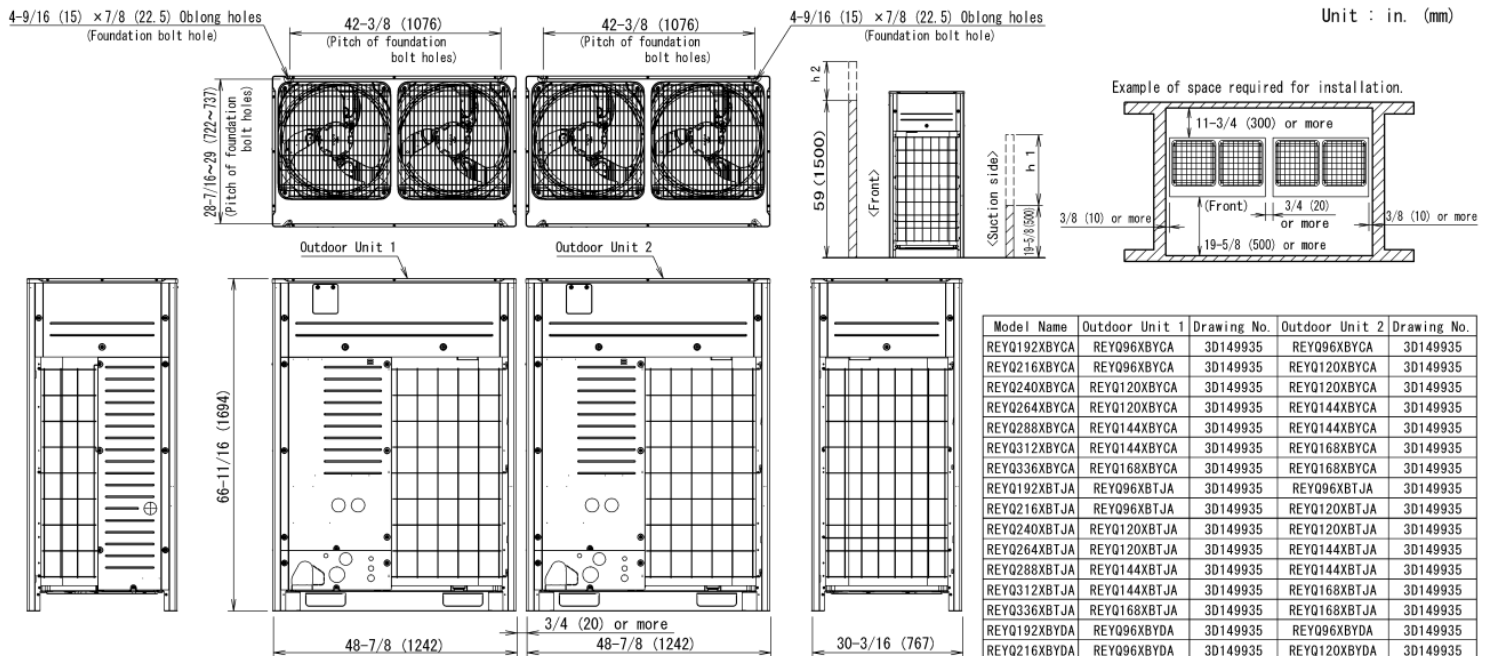 4-9/16 (15) ×7/8 (22.5) Oblong holes
(Foundation bolt hole)
42-3/8 (1076)
(Pitch of foundation
bolt holes)
42-3/8 (1076)
(Pitch of foundation
bolt holes)
4-9/16 (15) ×7/8 (22.5) Oblong holes
(Foundation bolt hole)
Unit : in. (mm)
28-7/16~29 (722~737)
(Pitch of foundation
bolt holes)
h 2
59 (1500)
<Front>
<Suction side>
h 1
19-5/8(500)
Example of space required for installation.
11-3/4 (300) or more
(Front)
3/4 (20)
or more
3/8 (10) or more
3/8 (10) or more
19-5/8 (500) or more
Outdoor Unit 1
Outdoor Unit 2
66-11/16 (1694)
3/4 (20) or more
48-7/8 (1242)
48-7/8 (1242)
30-3/16 (767)
Model Name Outdoor Unit 1 Drawing No. Outdoor Unit 2 Drawing No.
REYQ192XBYCA REYQ96XBYCA 3D149935 REYQ96XBYCA 3D149935
REYQ216XBYCA REYQ96XBYCA 3D149935 REYQ120XBYCA 3D149935
REYQ240XBYCA REYQ120XBYCA 3D149935 REYQ120XBYCA 3D149935
REYQ264XBYCA REYQ120XBYCA 3D149935 REYQ144XBYCA 3D149935
REYQ288XBYCA REYQ144XBYCA 3D149935 REYQ144XBYCA 3D149935
REYQ312XBYCA REYQ144XBYCA 3D149935 REYQ168XBYCA 3D149935
REYQ336XBYCA REYQ168XBYCA 3D149935 REYQ168XBYCA 3D149935
REYQ192XBTJA REYQ96XBTJA 3D149935 REYQ96XBTJA 3D149935
REYQ216XBTJA REYQ96XBTJA 3D149935 REYQ120XBTJA 3D149935
REYQ240XBTJA REYQ120XBTJA 3D149935 REYQ120XBTJA 3D149935
REYQ264XBTJA REYQ120XBTJA 3D149935 REYQ144XBTJA 3D149935
REYQ288XBTJA REYQ144XBTJA 3D149935 REYQ144XBTJA 3D149935
REYQ312XBTJA REYQ144XBTJA 3D149935 REYQ168XBTJA 3D149935
REYQ336XBTJA REYQ168XBTJA 3D149935 REYQ168XBTJA 3D149935
REYQ192XBYDA REYQ96XBYDA 3D149935 REYQ96XBYDA 3D149935
REYQ216XBYDA REYQ96XBYDA 3D149935 REYQ120XBYDA 3D149935